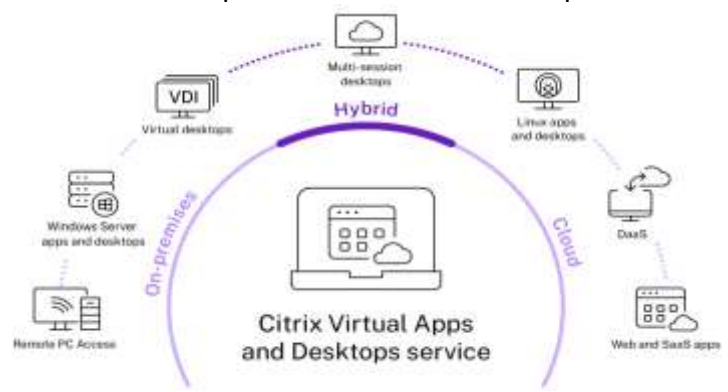 Multi-session
desktops
VDI
Virtual desktops
Hybrid
Linux apps
and desktops
Windows Server
apps and desktops
On-premises
Cloud
DaaS
Remote PC Access
Citrix Virtual Apps
and Desktops service
Web and SaaS apps